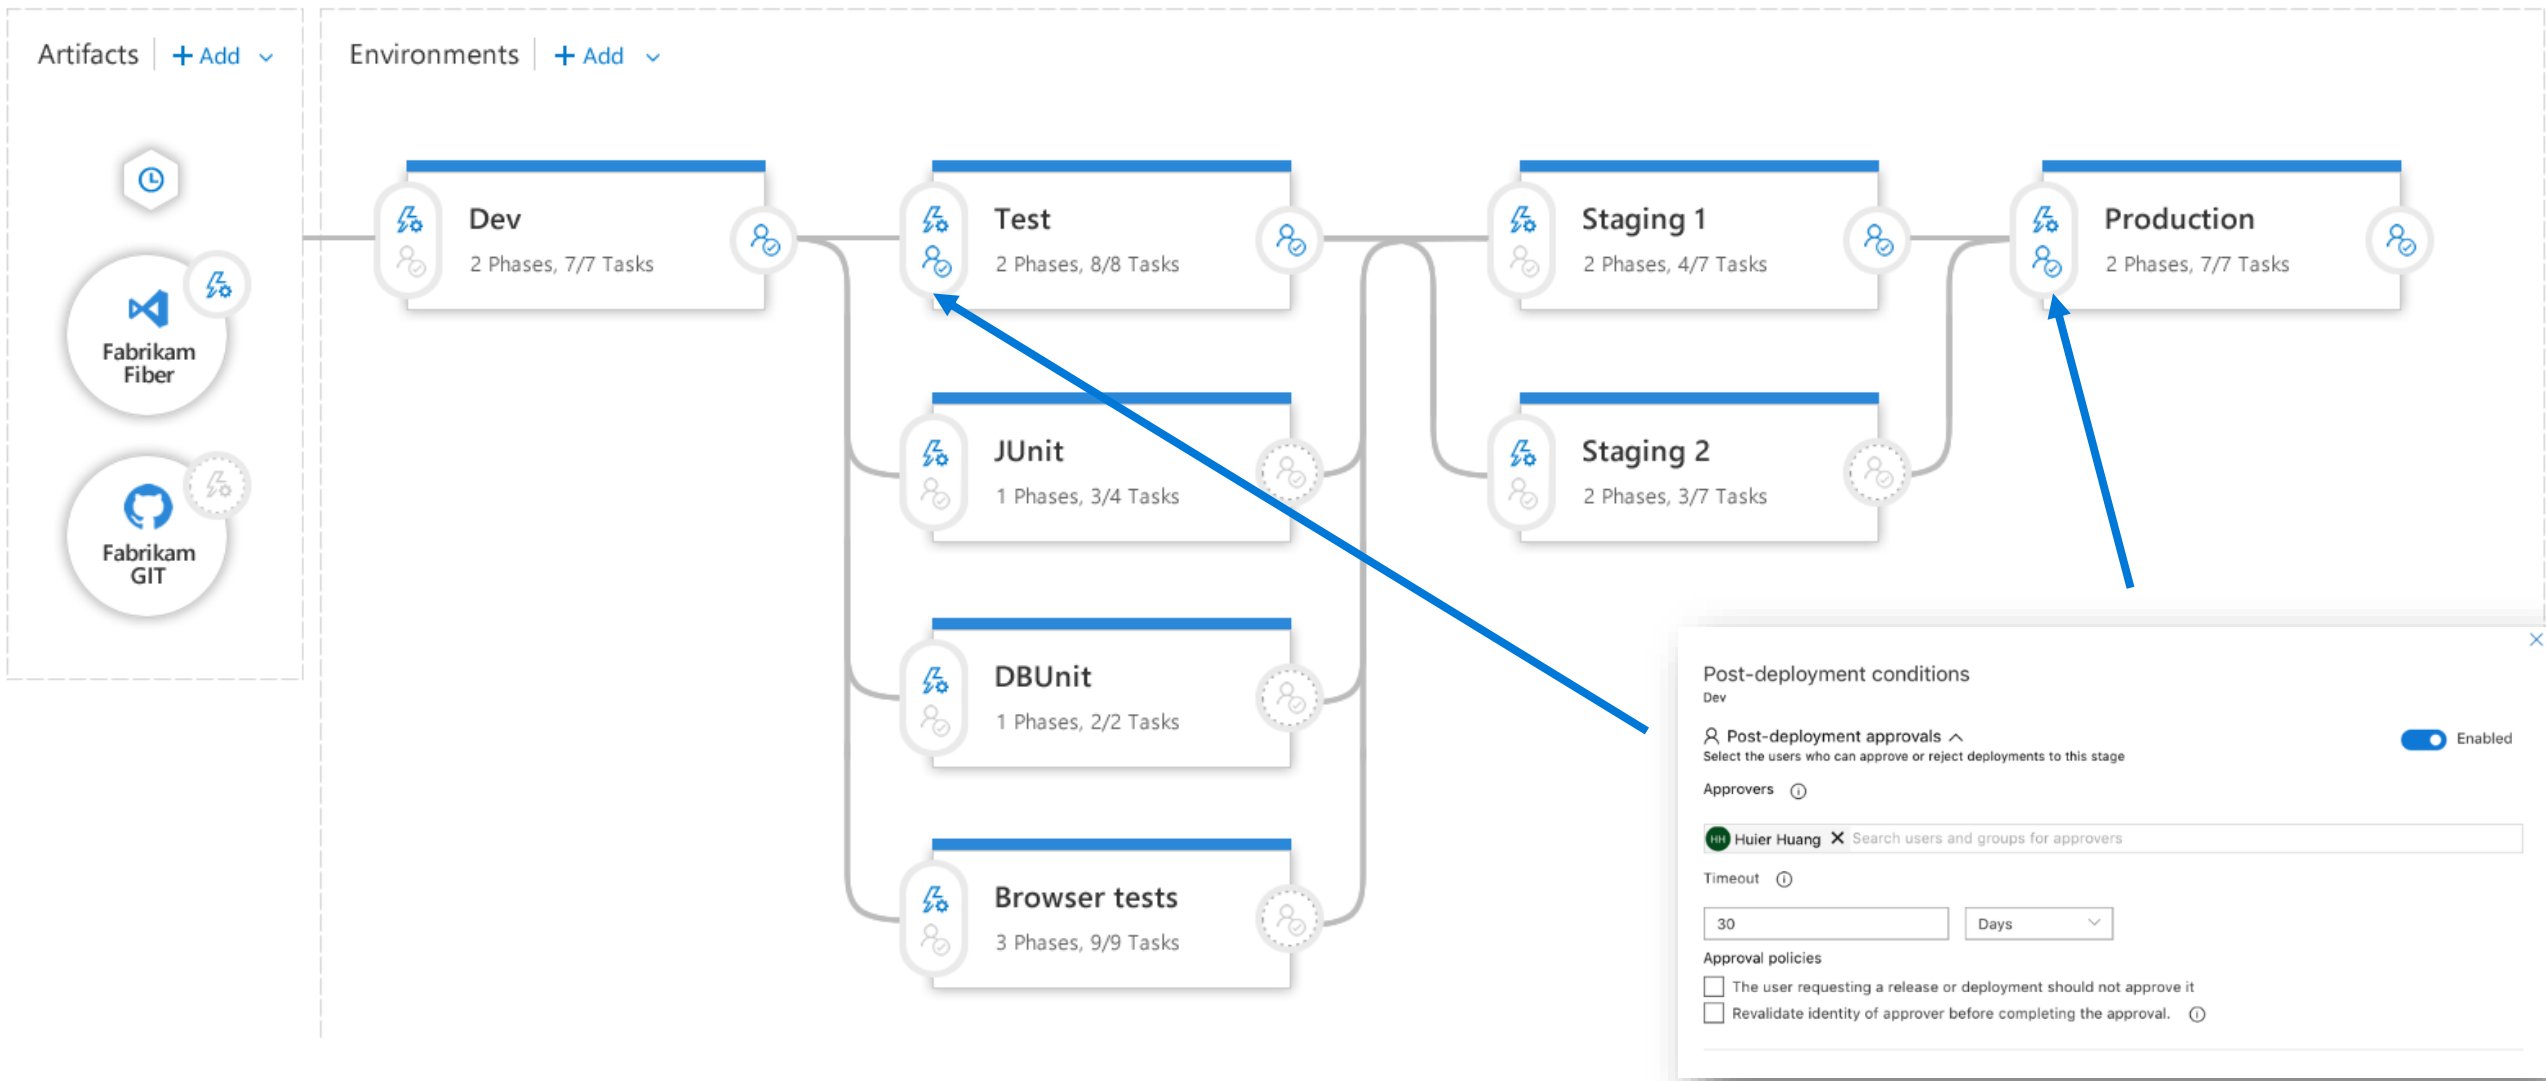 Artifacts
Add
Fabrikam
Fiber
Fabrikam
GIT
Environments
Add
Dev
2 Phases, 7/7 Tasks
Test
2 Phases, 8/8 Tasks
JUnit
1 Phases, 3/4 Tasks
DBUnit
1 Phases, 2/2 Tasks
Browser tests
3 Phases, 9/9 Tasks
Staging 1
2 Phases, 4/7 Tasks
Staging 2
2 Phases, 3/7 Tasks
Production
2 Phases, 7/7 Tasks
Post-deployment conditions
Dev
Post-deployment approvals
Enabled
Select the users who can approve or reject deployments to this stage
Approvers
HH Huier Huang Search users and groups for approvers
Timeout
30 Days
Approval policies
The user requesting a release or deployment should not approve it
Revalidate identity of approver before completing the approval.